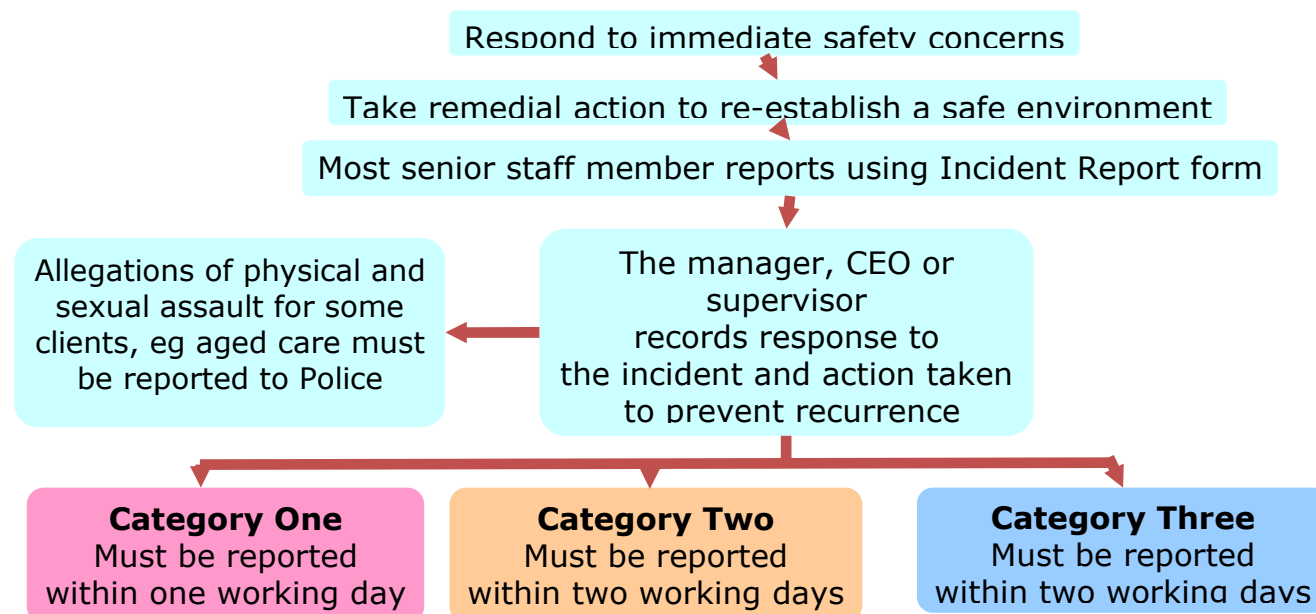 Respond to immediate safety concerns
Take remedial action to re-establish a safe environment
Most senior staff member reports using Incident Report form
Allegations of physical and
sexual assault for some
clients, eg aged care must
be reported to Police
The manager, CEO or
supervisor
records response to
the incident and action taken
to prevent recurrence
Category One
Must be reported
within one working day
Category Two
Must be reported
within two working days
Category Three
Must be reported
within two working days